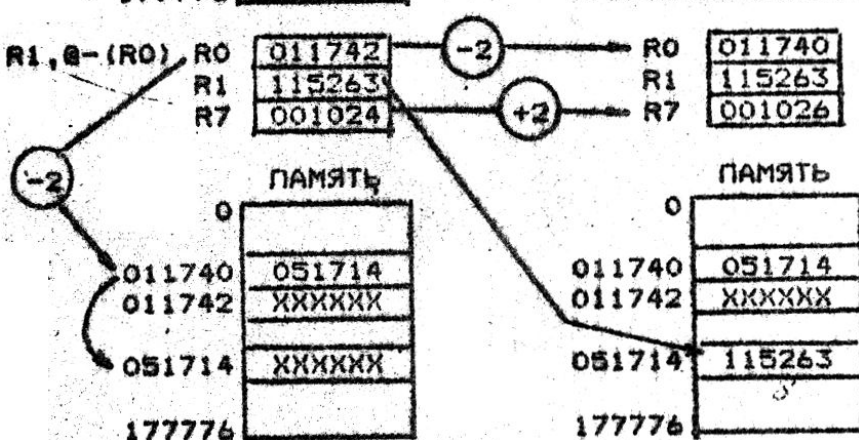 R1,@-(R0) R0 011742 -2 R0 011740
R1 115263 R1 115263
R7 001024 +2 R7 001026
-2
ПАМЯТЬ ПАМЯТЬ
0 0
011740 051714 011740 051714
011742 XXXXXX 011742 XXXXXX
051714 XXXXXX 051714 115263
177776 177776